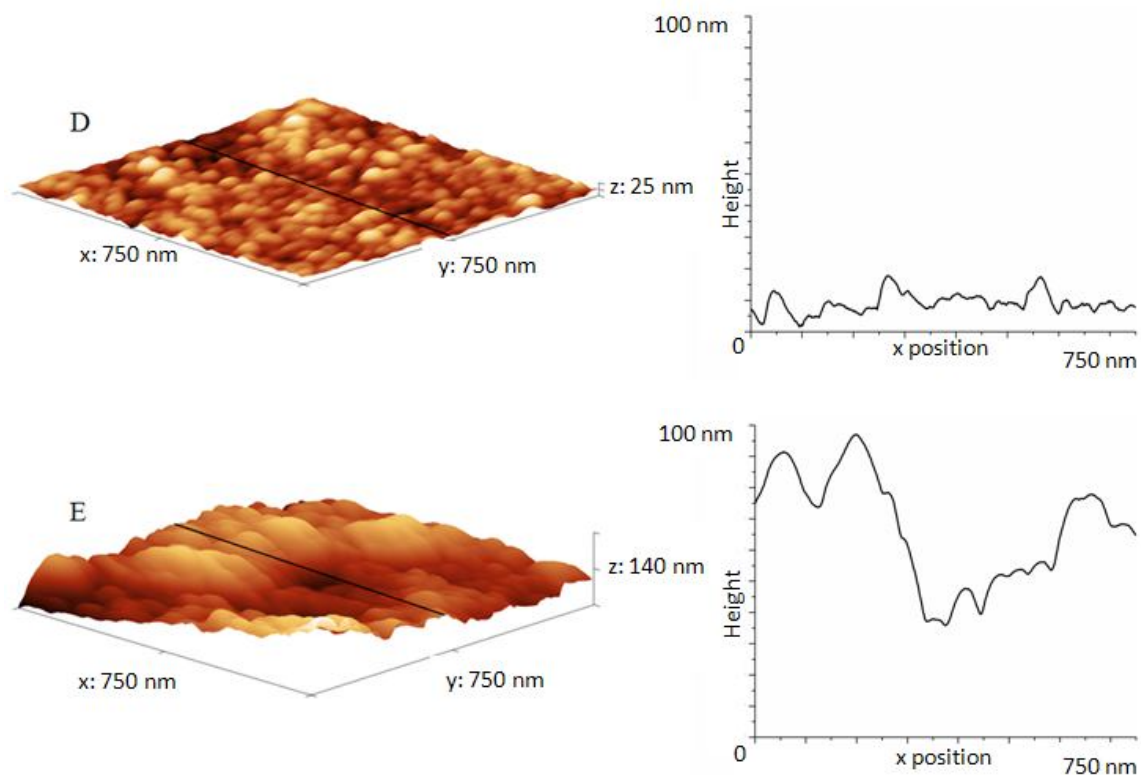 D
z: 25 nm
x: 750 nm
y: 750 nm
100 nm
Height
0
x position
750 nm
E
z: 140 nm
x: 750 nm
y: 750 nm
100 nm
Height
0
x position
750 nm